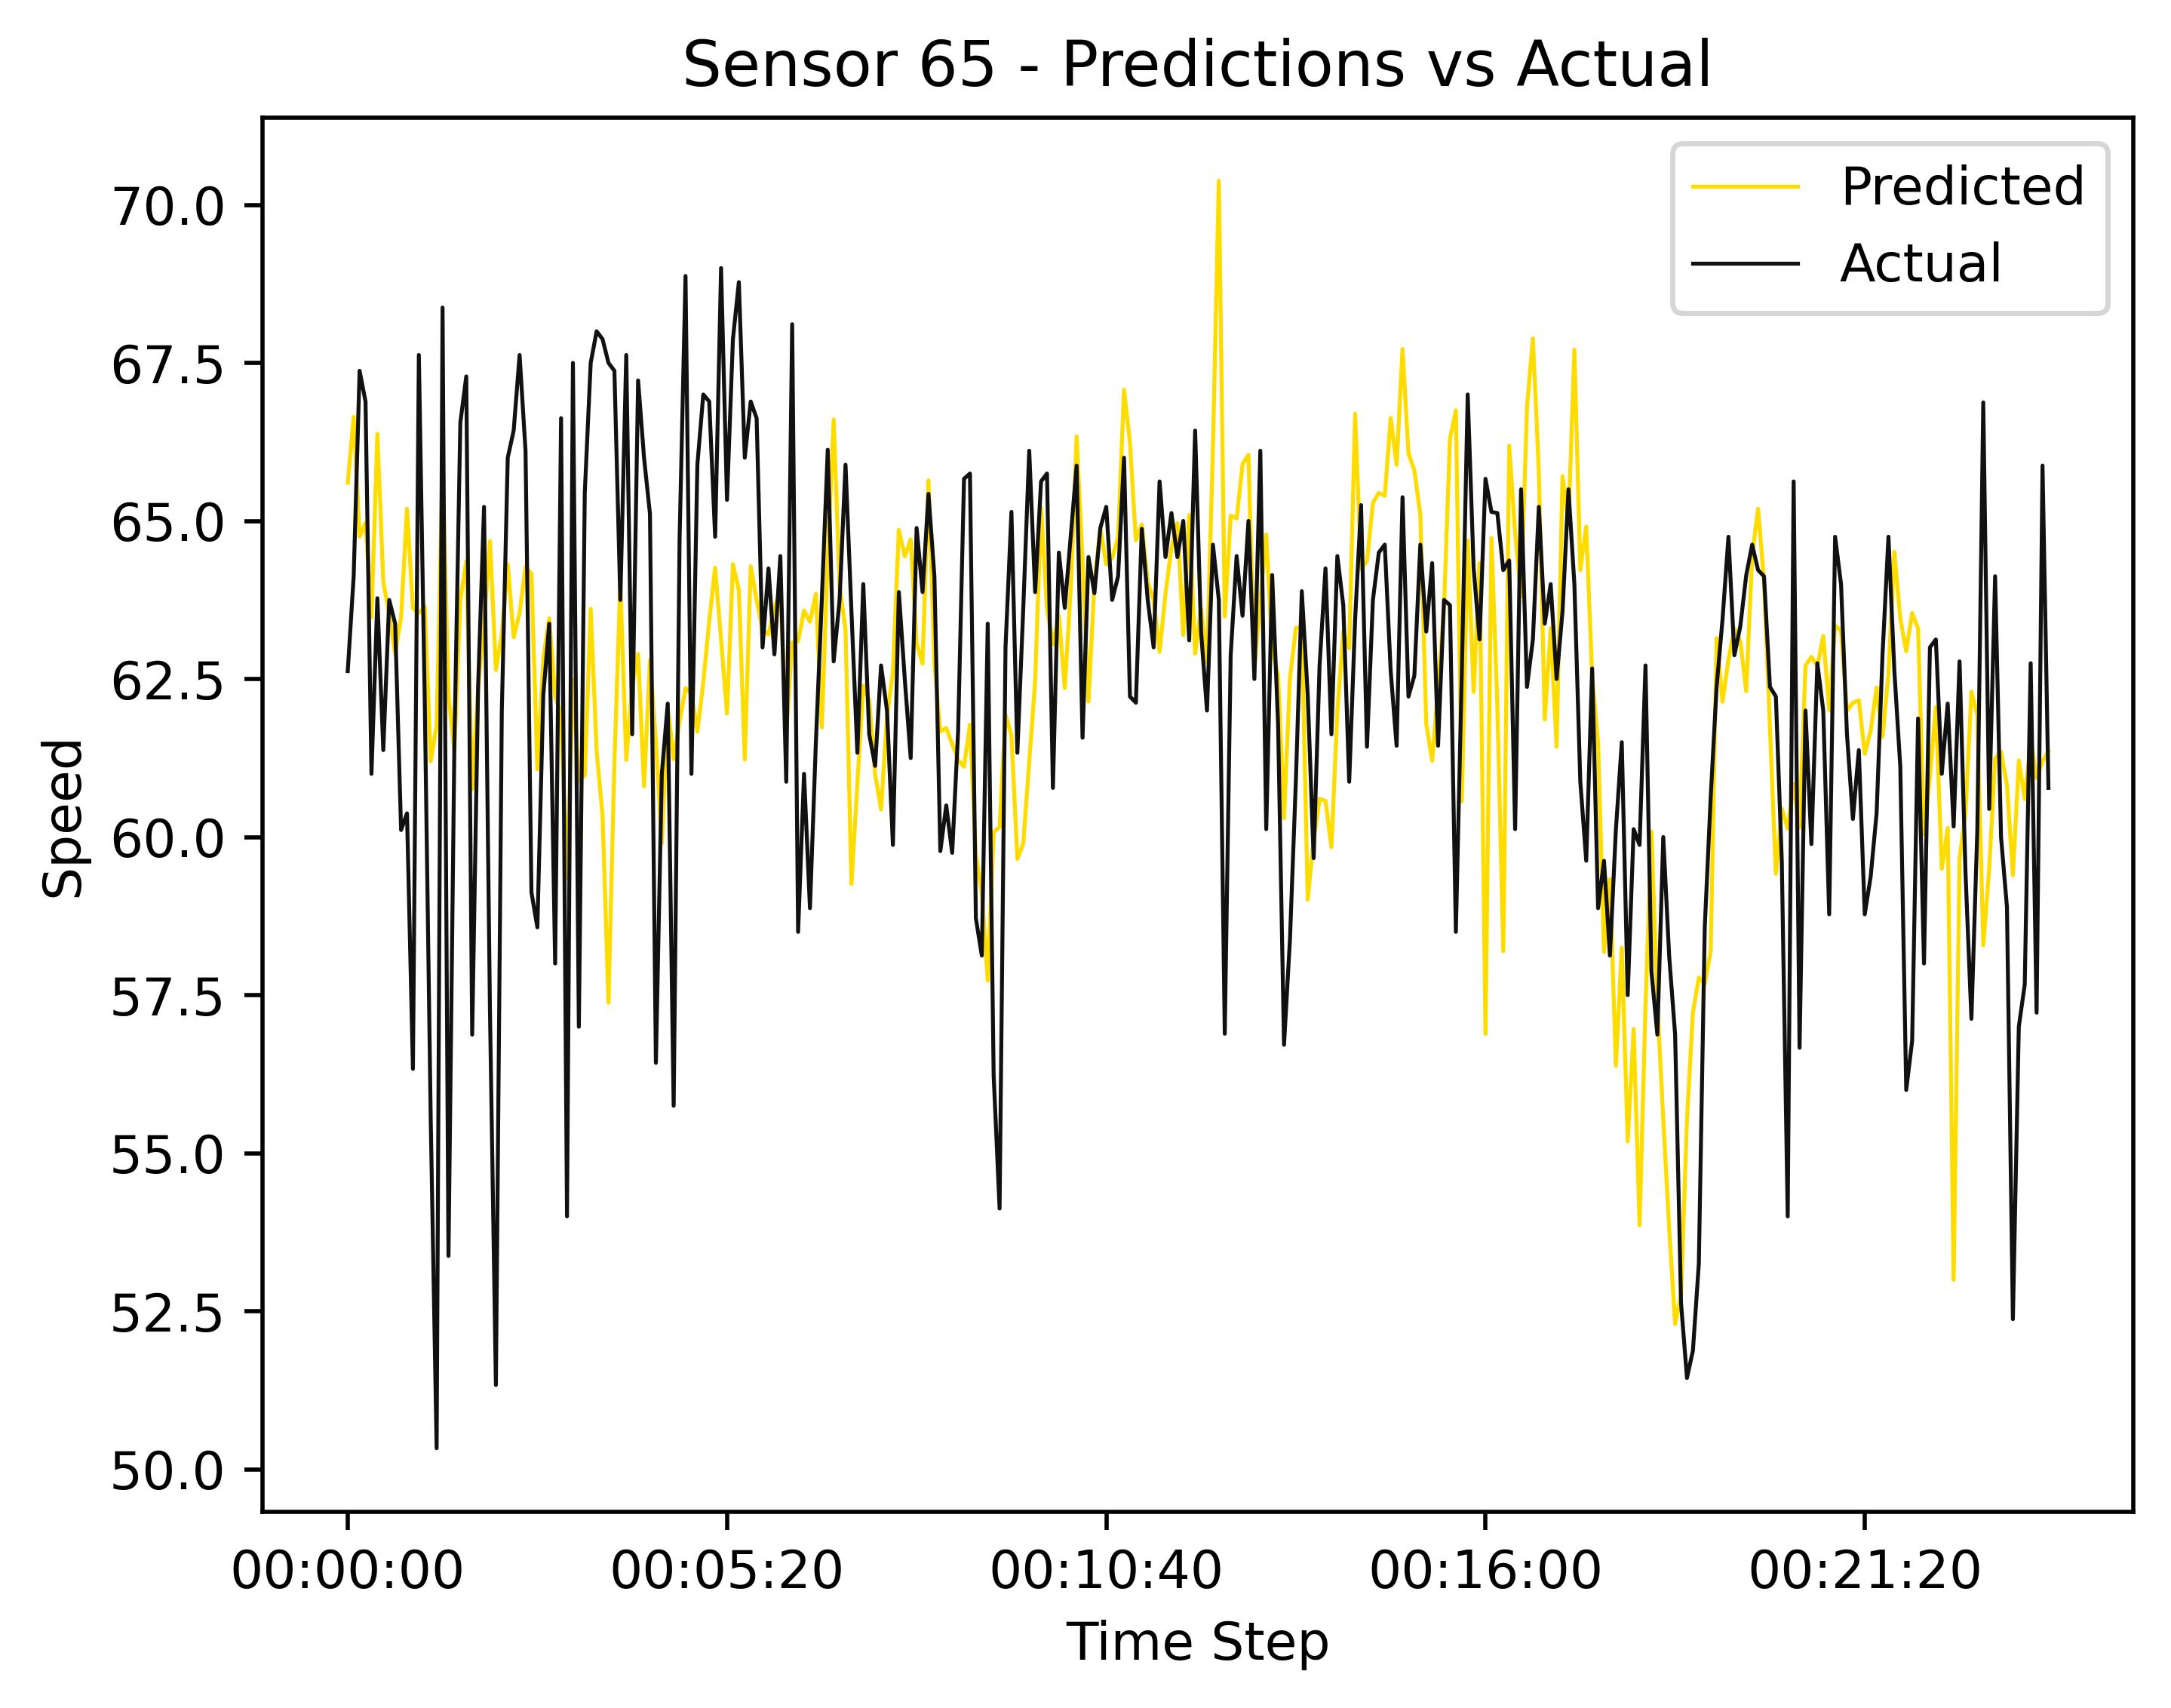 Sensor 65 - Predictions vs Actual
Predicted
Actual
70.0
67.5
65.0
62.5
60.0
57.5
55.0
52.5
50.0
Speed
00:00:00 00:05:20 00:10:40 00:16:00 00:21:20
Time Step